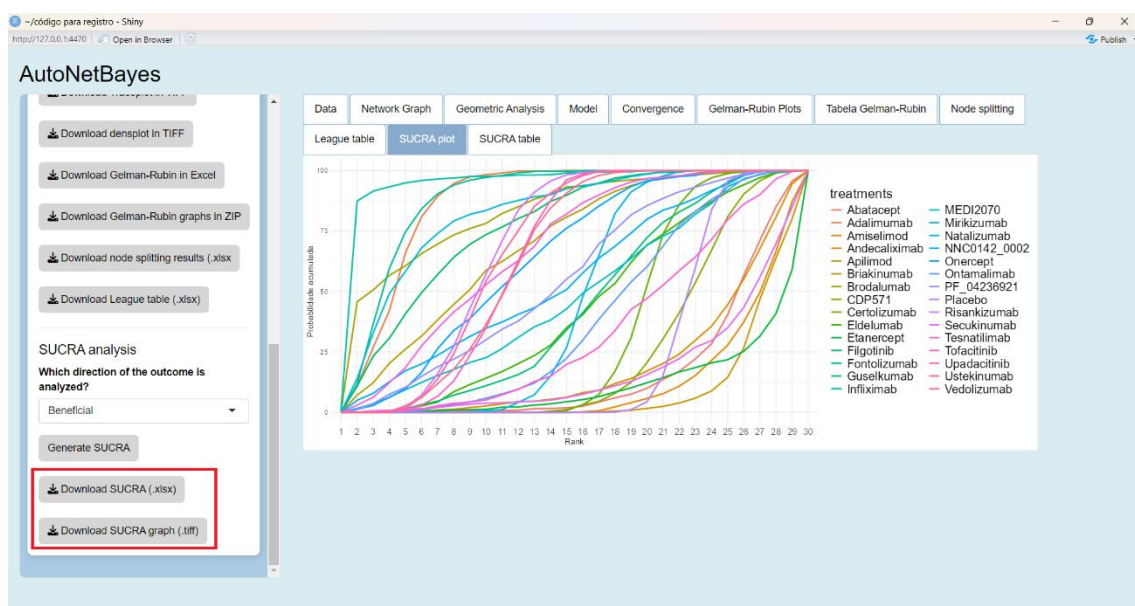 ~/código para registro - Shiny
http://127.0.0.1:4470 Open in Browser
Publish
AutoNetBayes
Download densplot in TIFF
Download Gelman-Rubin in Excel
Download Gelman-Rubin graphs in ZIP
Download node splitting results (.xlsx
Download League table (.xlsx)
SUCRA analysis
Which direction of the outcome is
analyzed?
Beneficial
Generate SUCRA
Download SUCRA (.xlsx)
Download SUCRA graph (.tiff)
Data Network Graph Geometric Analysis Model Convergence Gelman-Rubin Plots Tabela Gelman-Rubin Node splitting
League table SUCRA plot SUCRA table
100
75
50
25
0
Probabilidade acumulada
1 2 3 4 5 6 7 8 9 10 11 12 13 14 15 16 17 18 19 20 21 22 23 24 25 26 27 28 29 30
Rank
treatments
Abatacept
Adalimumab
Amiselimod
Andecaliximab
Apilimod
Briakinumab
Brodalumab
CDP571
Certolizumab
Eldelumab
Etanercept
Filgotinib
Fontolizumab
Guselkumab
Infliximab
MEDI2070
Mirikizumab
Natalizumab
NNC0142_0002
Onercept
Ontamalimab
PF_04236921
Placebo
Risankizumab
Secukinumab
Tesnatilimab
Tofacitinib
Upadacitinib
Ustekinumab
Vedolizumab